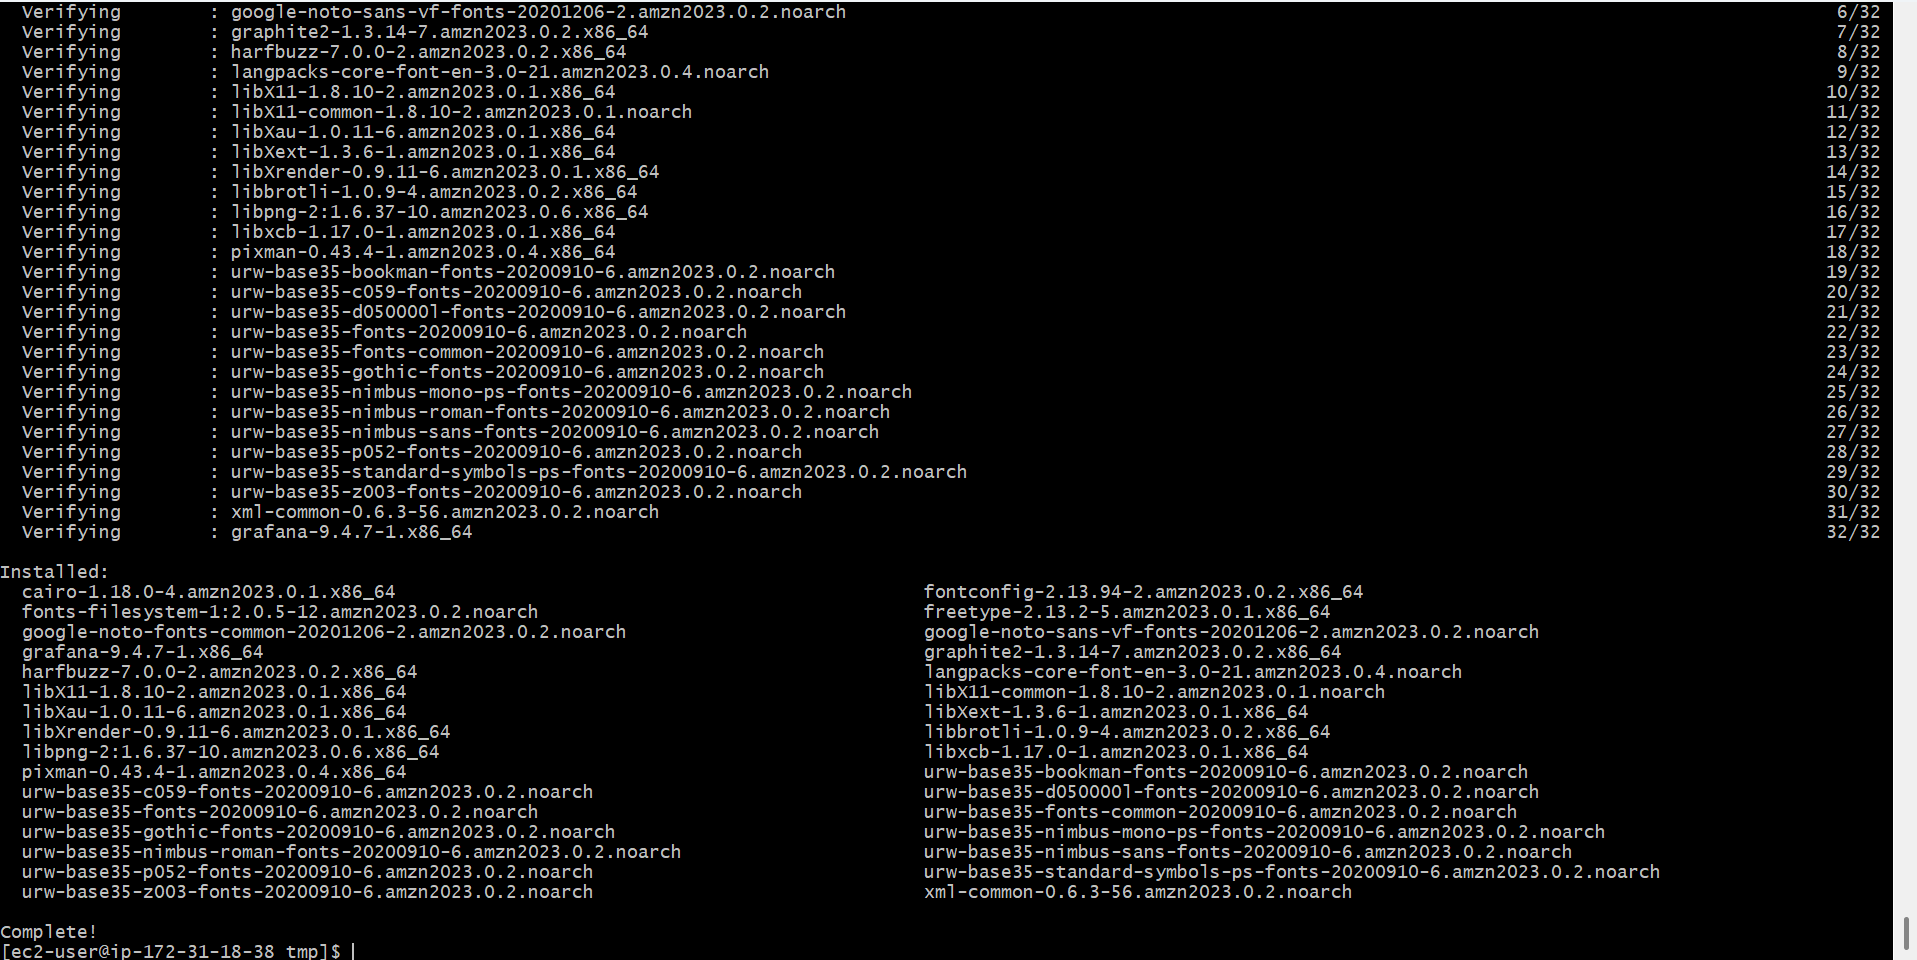 Verifying : google-noto-sans-vf-fonts-20201206-2.amzn2023.0.2.noarch 6/32
Verifying : graphite2-1.3.14-7.amzn2023.0.2.x86_64 7/32
Verifying : harfbuzz-7.0.0-2.amzn2023.0.2.x86_64 8/32
Verifying : langpacks-core-font-en-3.0-21.amzn2023.0.4.noarch 9/32
Verifying : libX11-1.8.10-2.amzn2023.0.1.x86_64 10/32
Verifying : libX11-common-1.8.10-2.amzn2023.0.1.noarch 11/32
Verifying : libXau-1.0.11-6.amzn2023.0.1.x86_64 12/32
Verifying : libXext-1.3.6-1.amzn2023.0.1.x86_64 13/32
Verifying : libXrender-0.9.11-6.amzn2023.0.1.x86_64 14/32
Verifying : libbrotli-1.0.9-4.amzn2023.0.2.x86_64 15/32
Verifying : libpng-2:1.6.37-10.amzn2023.0.6.x86_64 16/32
Verifying : libxcb-1.17.0-1.amzn2023.0.1.x86_64 17/32
Verifying : pixman-0.43.4-1.amzn2023.0.4.x86_64 18/32
Verifying : urw-base35-bookman-fonts-20200910-6.amzn2023.0.2.noarch 19/32
Verifying : urw-base35-c059-fonts-20200910-6.amzn2023.0.2.noarch 20/32
Verifying : urw-base35-d050000l-fonts-20200910-6.amzn2023.0.2.noarch 21/32
Verifying : urw-base35-fonts-20200910-6.amzn2023.0.2.noarch 22/32
Verifying : urw-base35-fonts-common-20200910-6.amzn2023.0.2.noarch 23/32
Verifying : urw-base35-gothic-fonts-20200910-6.amzn2023.0.2.noarch 24/32
Verifying : urw-base35-nimbus-mono-ps-fonts-20200910-6.amzn2023.0.2.noarch 25/32
Verifying : urw-base35-nimbus-roman-fonts-20200910-6.amzn2023.0.2.noarch 26/32
Verifying : urw-base35-nimbus-sans-fonts-20200910-6.amzn2023.0.2.noarch 27/32
Verifying : urw-base35-p052-fonts-20200910-6.amzn2023.0.2.noarch 28/32
Verifying : urw-base35-standard-symbols-ps-fonts-20200910-6.amzn2023.0.2.noarch 29/32
Verifying : urw-base35-z003-fonts-20200910-6.amzn2023.0.2.noarch 30/32
Verifying : xml-common-0.6.3-56.amzn2023.0.2.noarch 31/32
Verifying : grafana-9.4.7-1.x86_64 32/32
Installed:
cairo-1.18.0-4.amzn2023.0.1.x86_64 fontconfig-2.13.94-2.amzn2023.0.2.x86_64
fonts-filesystem-1:2.0.5-12.amzn2023.0.2.noarch freetype-2.13.2-5.amzn2023.0.1.x86_64
google-noto-fonts-common-20201206-2.amzn2023.0.2.noarch google-noto-sans-vf-fonts-20201206-2.amzn2023.0.2.noarch
grafana-9.4.7-1.x86_64 graphite2-1.3.14-7.amzn2023.0.2.x86_64
harfbuzz-7.0.0-2.amzn2023.0.2.x86_64 langpacks-core-font-en-3.0-21.amzn2023.0.4.noarch
libX11-1.8.10-2.amzn2023.0.1.x86_64 libX11-common-1.8.10-2.amzn2023.0.1.noarch
libXau-1.0.11-6.amzn2023.0.1.x86_64 libXext-1.3.6-1.amzn2023.0.1.x86_64
libXrender-0.9.11-6.amzn2023.0.1.x86_64 libbrotli-1.0.9-4.amzn2023.0.2.x86_64
libpng-2:1.6.37-10.amzn2023.0.6.x86_64 libxcb-1.17.0-1.amzn2023.0.1.x86_64
pixman-0.43.4-1.amzn2023.0.4.x86_64 urw-base35-bookman-fonts-20200910-6.amzn2023.0.2.noarch
urw-base35-c059-fonts-20200910-6.amzn2023.0.2.noarch urw-base35-d050000l-fonts-20200910-6.amzn2023.0.2.noarch
urw-base35-fonts-20200910-6.amzn2023.0.2.noarch urw-base35-fonts-common-20200910-6.amzn2023.0.2.noarch
urw-base35-gothic-fonts-20200910-6.amzn2023.0.2.noarch urw-base35-nimbus-mono-ps-fonts-20200910-6.amzn2023.0.2.noarch
urw-base35-nimbus-roman-fonts-20200910-6.amzn2023.0.2.noarch urw-base35-nimbus-sans-fonts-20200910-6.amzn2023.0.2.noarch
urw-base35-p052-fonts-20200910-6.amzn2023.0.2.noarch urw-base35-standard-symbols-ps-fonts-20200910-6.amzn2023.0.2.noarch
urw-base35-z003-fonts-20200910-6.amzn2023.0.2.noarch xml-common-0.6.3-56.amzn2023.0.2.noarch
Complete!
[ec2-user@ip-172-31-18-38 tmp]$